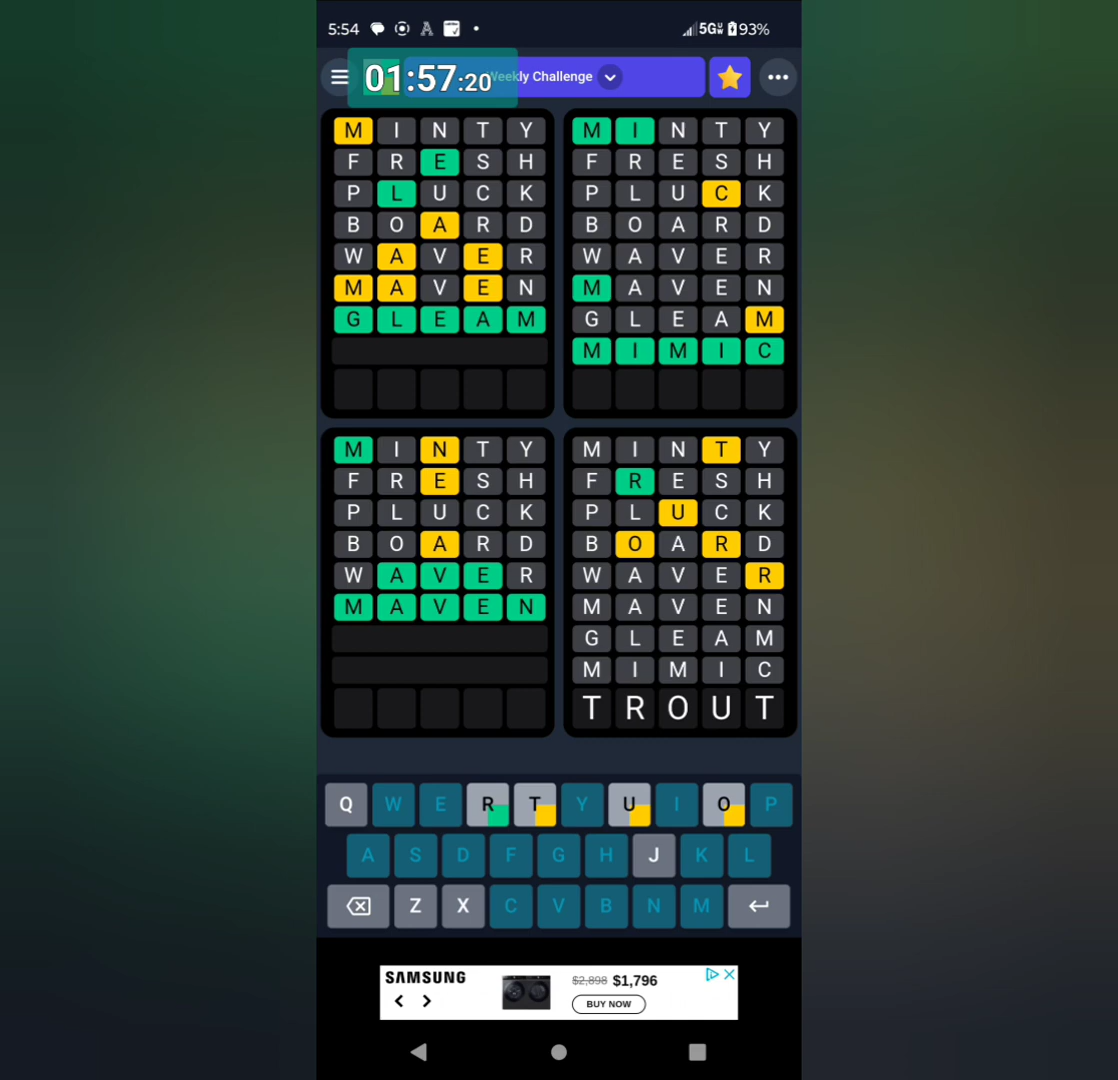 5:54 A 5G 93%
01:57:20 Weekly Challenge
M I N T Y
F R E S H
P L U C K
B O A R D
W A V E R
M A V E N
G L E A M
M I N T Y
F R E S H
P L U C K
B O A R D
W A V E R
M A V E N
G L E A M
M I M I C
M I N T Y
F R E S H
P L U C K
B O A R D
W A V E R
M A V E N
M I N T Y
F R E S H
P L U C K
B O A R D
W A V E R
M A V E N
G L E A M
M I M I C
T R O U T
Q W E R T Y U I O P
A S D F G H J K L
Z X C V B N M
SAMSUNG
$2,898 $1,796
BUY NOW